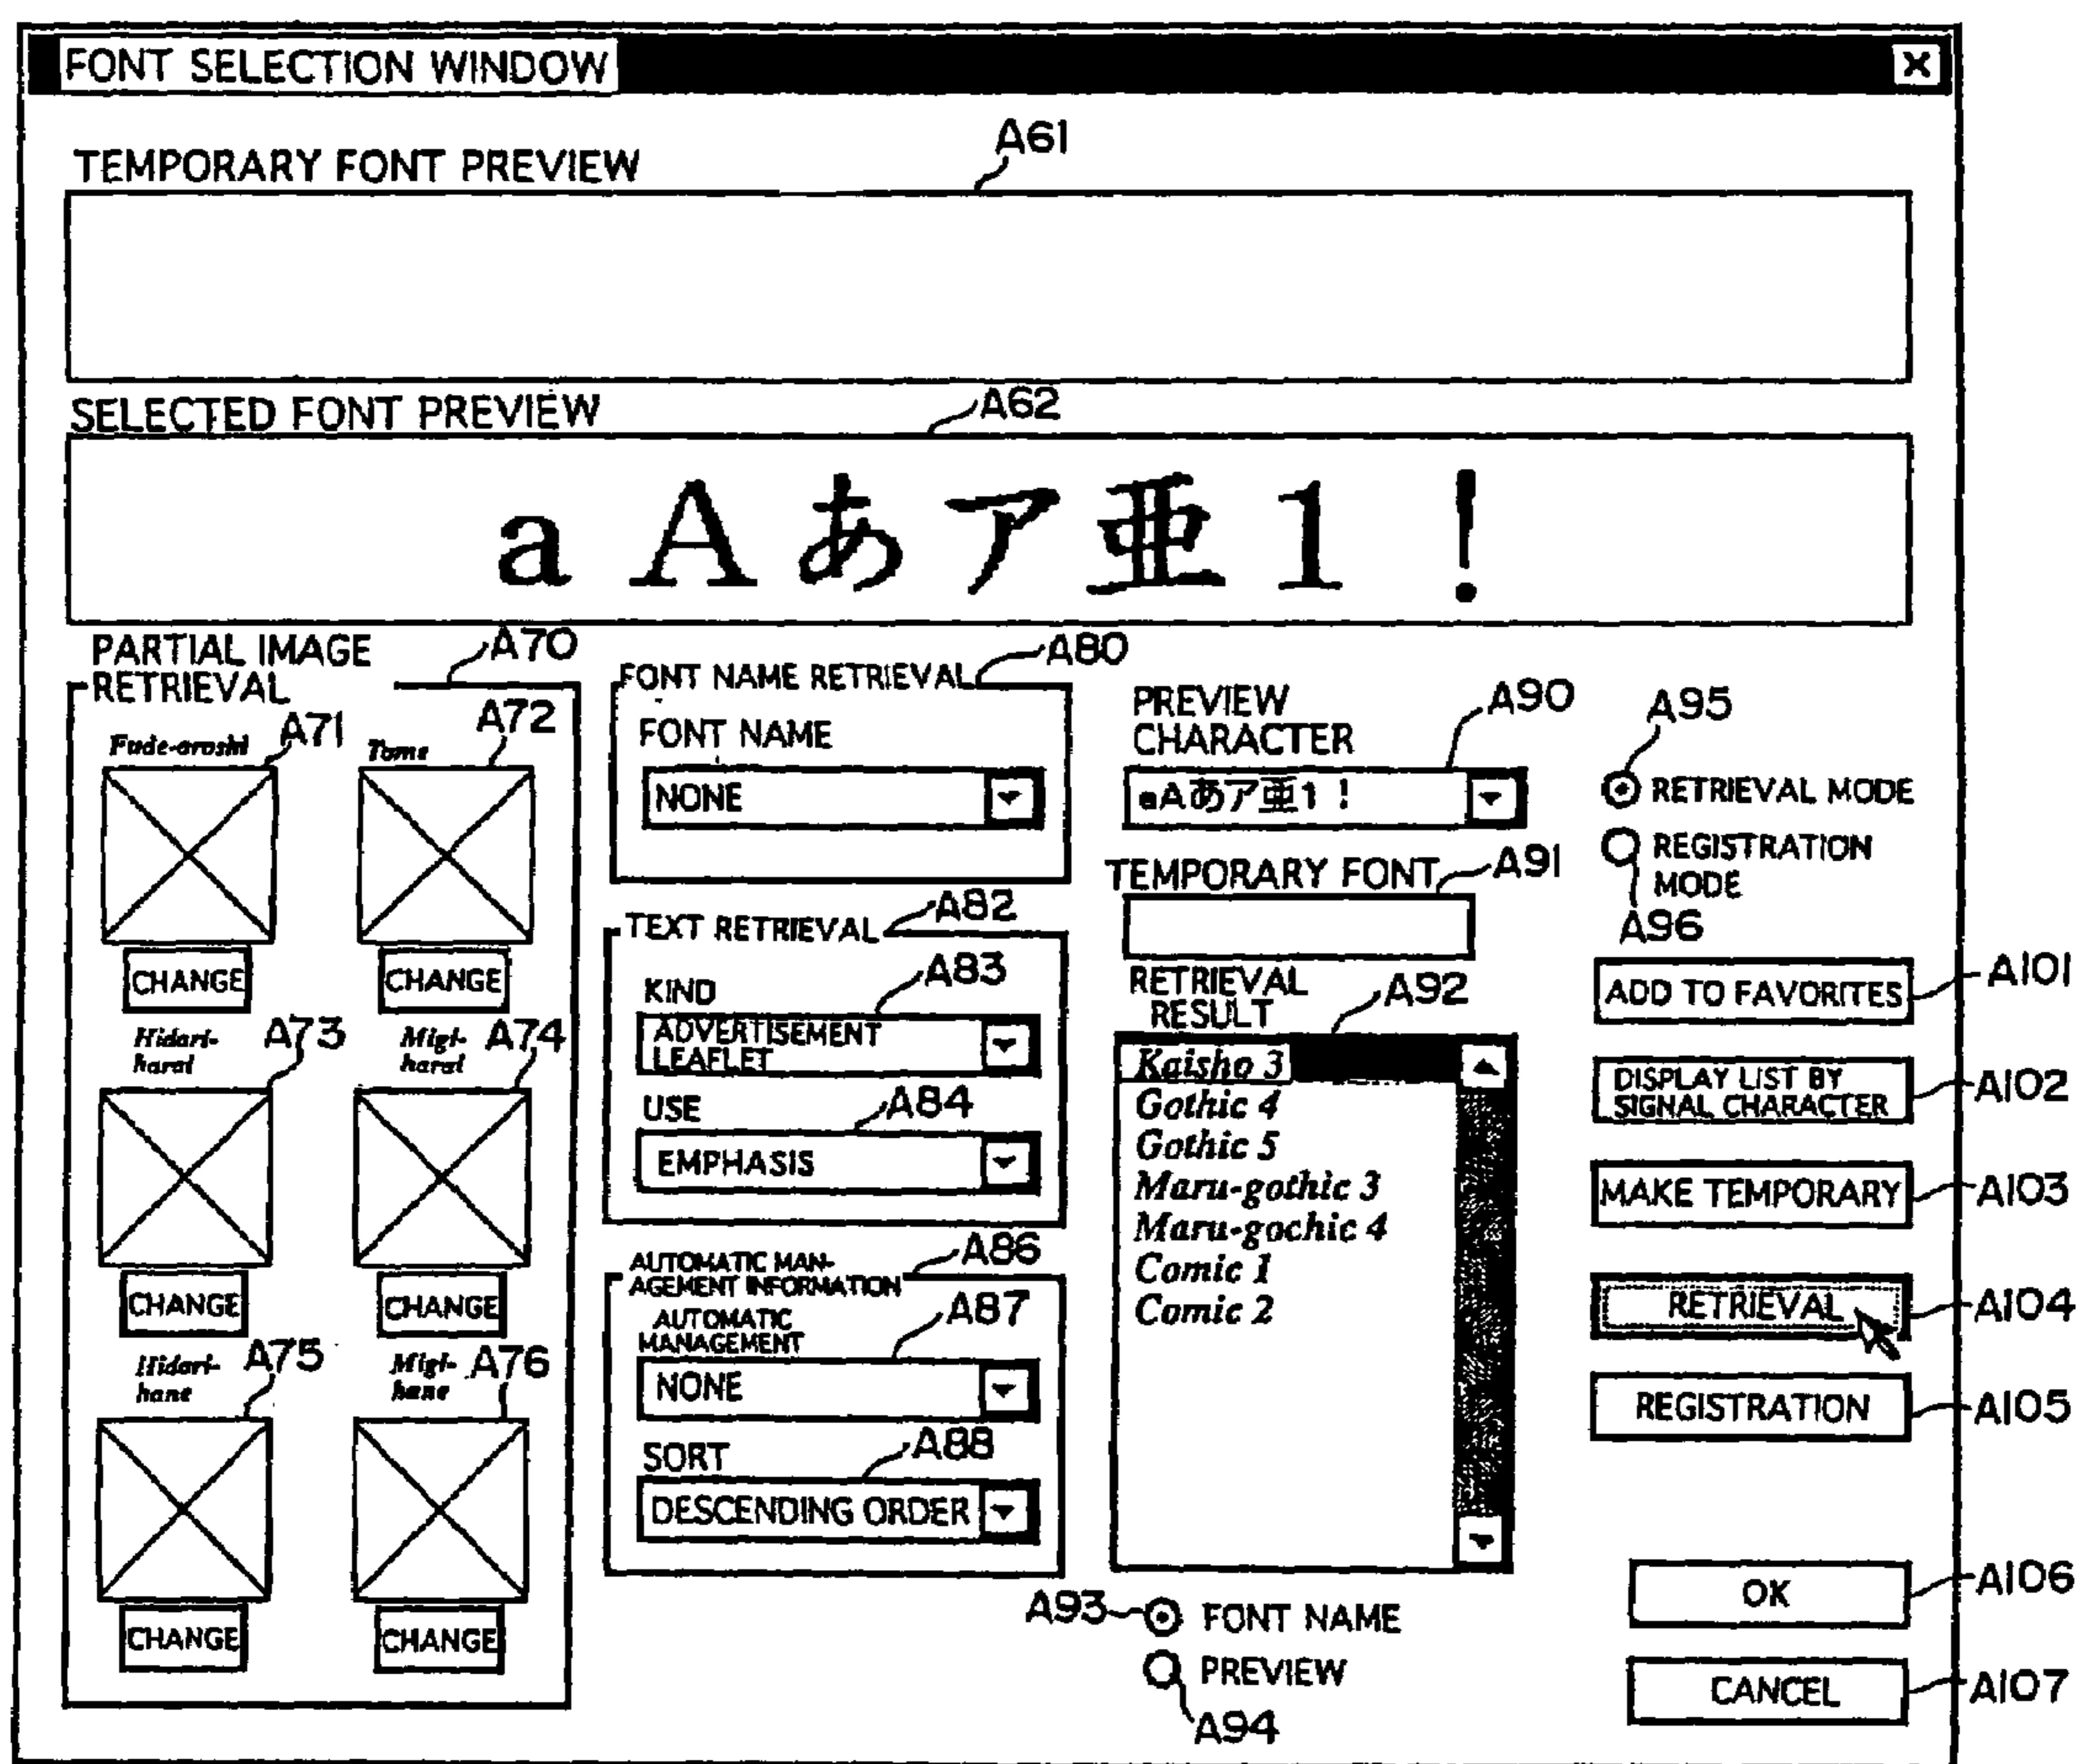 FONT SELECTION WINDOW
A61
TEMPORARY FONT PREVIEW
A62
SELECTED FONT PREVIEW
a A あ ア 亜 1 !
PARTIAL IMAGE
RETRIEVAL
A70
A71
A72
Fude-oroshi
Tome
CHANGE
CHANGE
A73
A74
Hidari-
harai
Migi-
harai
CHANGE
CHANGE
A75
A76
Hidari-
hane
Migi-
hane
CHANGE
CHANGE
A80
FONT NAME RETRIEVAL
FONT NAME
NONE
A82
TEXT RETRIEVAL
A83
KIND
ADVERTISEMENT
LEAFLET
A84
USE
EMPHASIS
A86
AUTOMATIC MAN-
AGEMENT INFORMATION
A87
AUTOMATIC
MANAGEMENT
NONE
A88
SORT
DESCENDING ORDER
PREVIEW
CHARACTER
A90
aAあア亜1!
TEMPORARY FONT
A91
RETRIEVAL
RESULT
A92
Kaisho 3
Gothic 4
Gothic 5
Maru-gothic 3
Maru-gochic 4
Comic 1
Comic 2
A93
FONT NAME
PREVIEW
A94
A95
RETRIEVAL MODE
REGISTRATION
MODE
A96
ADD TO FAVORITES
A101
DISPLAY LIST BY
SIGNAL CHARACTER
A102
MAKE TEMPORARY
A103
RETRIEVAL
A104
REGISTRATION
A105
OK
A106
CANCEL
A107